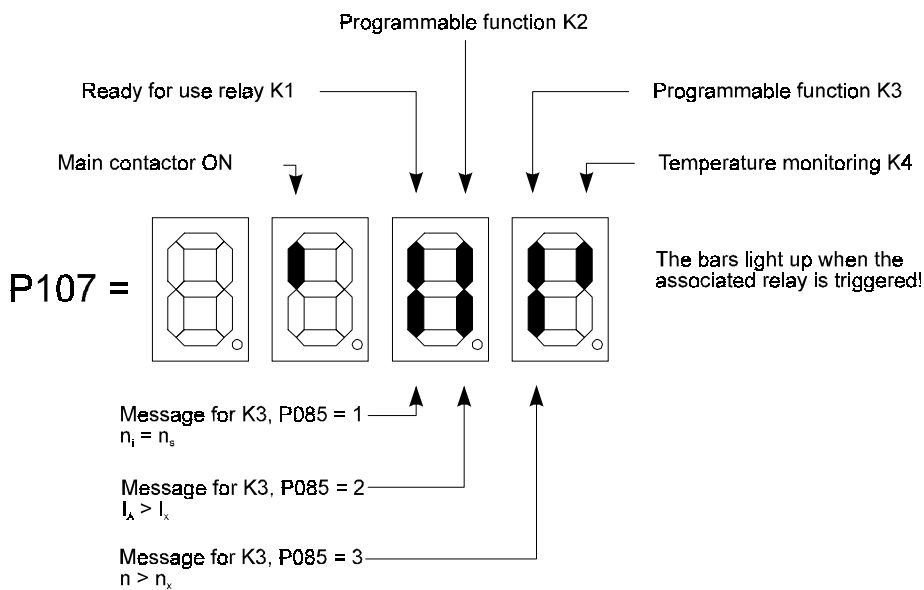 Programmable function K2
Ready for use relay K1
Programmable function K3
Main contactor ON
Temperature monitoring K4
P107 =
The bars light up when the
associated relay is triggered!
Message for K3, P085 = 1
nᵢ = nₛ
Message for K3, P085 = 2
I_A > Iₓ
Message for K3, P085 = 3
n > nₓ